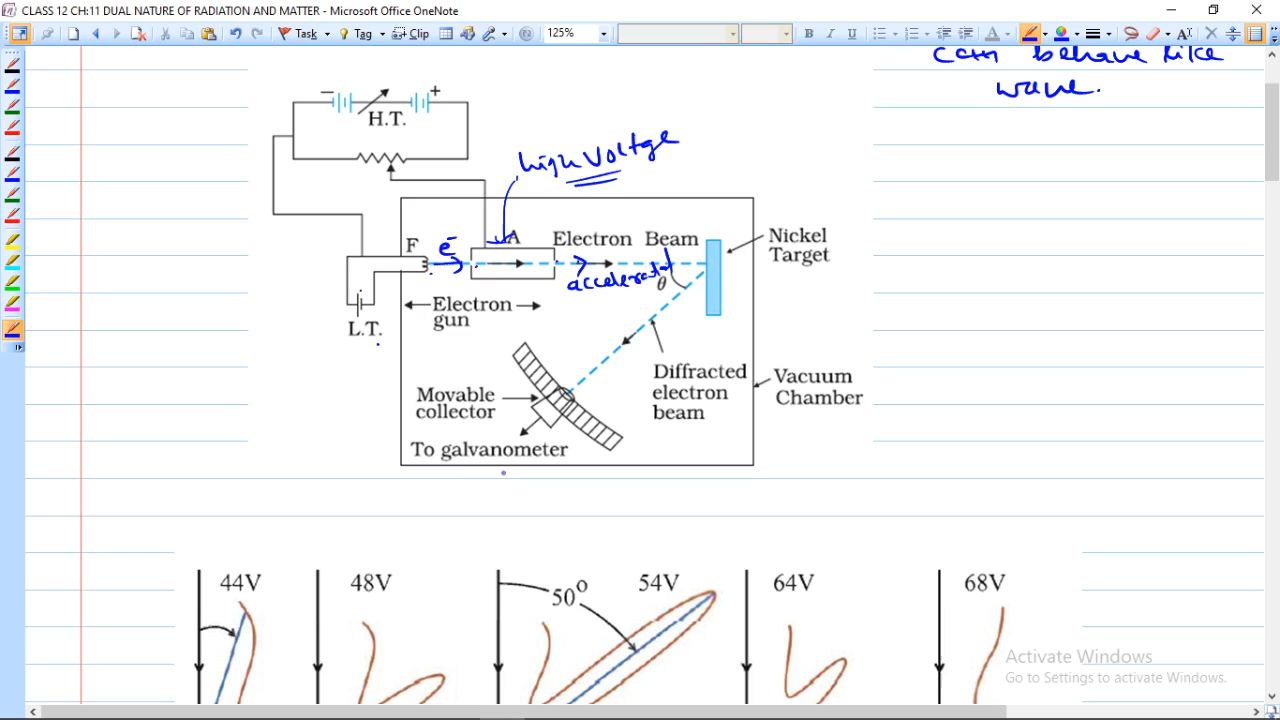 CLASS 12 CH:11 DUAL NATURE OF RADIATION AND MATTER - Microsoft OneNote
Task Tag Clip 125% B I U A
can behave like
wave.
− +
H.T.
high Voltge
F e⁻ A Electron Beam Nickel
Target
accelerated θ
Electron
gun
L.T.
Diffracted
electron
beam
Vacuum
Chamber
Movable
collector
To galvanometer
44V 48V 50° 54V 64V 68V
Activate Windows
Go to Settings to activate Windows.